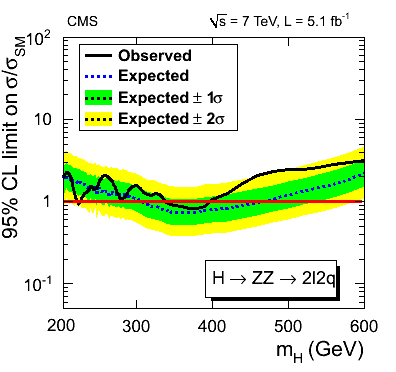 CMS
√s = 7 TeV, L = 5.1 fb⁻¹
10²
Observed
Expected
Expected ± 1σ
Expected ± 2σ
95% CL limit on σ/σSM
10
1
10⁻¹
H → ZZ → 2l2q
200 300 400 500 600
mH (GeV)